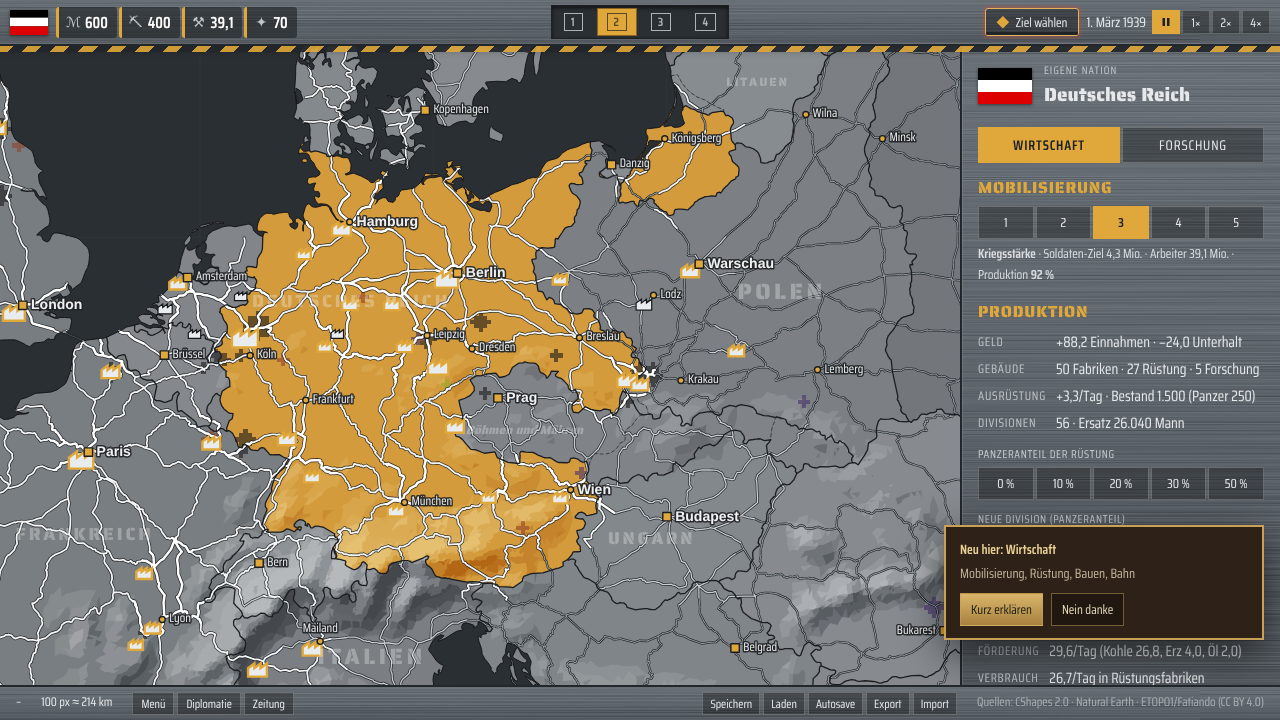 ℳ 600
400
39,1
70
1
2
3
4
Ziel wählen
1. März 1939
1×
2×
4×
EIGENE NATION
Deutsches Reich
WIRTSCHAFT
FORSCHUNG
MOBILISIERUNG
1
2
3
4
5
Kriegsstärke · Soldaten-Ziel 4,3 Mio. · Arbeiter 39,1 Mio. ·
Produktion 92 %
PRODUKTION
GELD +88,2 Einnahmen · −24,0 Unterhalt
GEBÄUDE 50 Fabriken · 27 Rüstung · 5 Forschung
AUSRÜSTUNG +3,3/Tag · Bestand 1.500 (Panzer 250)
DIVISIONEN 56 · Ersatz 26.040 Mann
PANZERANTEIL DER RÜSTUNG
0 %
10 %
20 %
30 %
50 %
NEUE DIVISION (PANZERANTEIL)
Neu hier: Wirtschaft
Mobilisierung, Rüstung, Bauen, Bahn
Kurz erklären
Nein danke
FÖRDERUNG 29,6/Tag (Kohle 26,8, Erz 4,0, Öl 2,0)
VERBRAUCH 26,7/Tag in Rüstungsfabriken
LITAUEN
Kopenhagen
Wilna
Königsberg
Minsk
Danzig
Hamburg
Warschau
Amsterdam
Berlin
POLEN
DEUTSCHES REICH
Lodz
London
Leipzig
Breslau
Brüssel
Köln
Dresden
Lemberg
Krakau
Frankfurt
Prag
Böhmen und Mähren
Paris
Wien
München
Budapest
FRANKREICH
UNGARN
Bern
Lyon
Mailand
Bukarest
Belgrad
ITALIEN
–
100 px ≈ 214 km
Menü
Diplomatie
Zeitung
Speichern
Laden
Autosave
Export
Import
Quellen: CShapes 2.0 · Natural Earth · ETOPO1/Fatiando (CC BY 4.0)